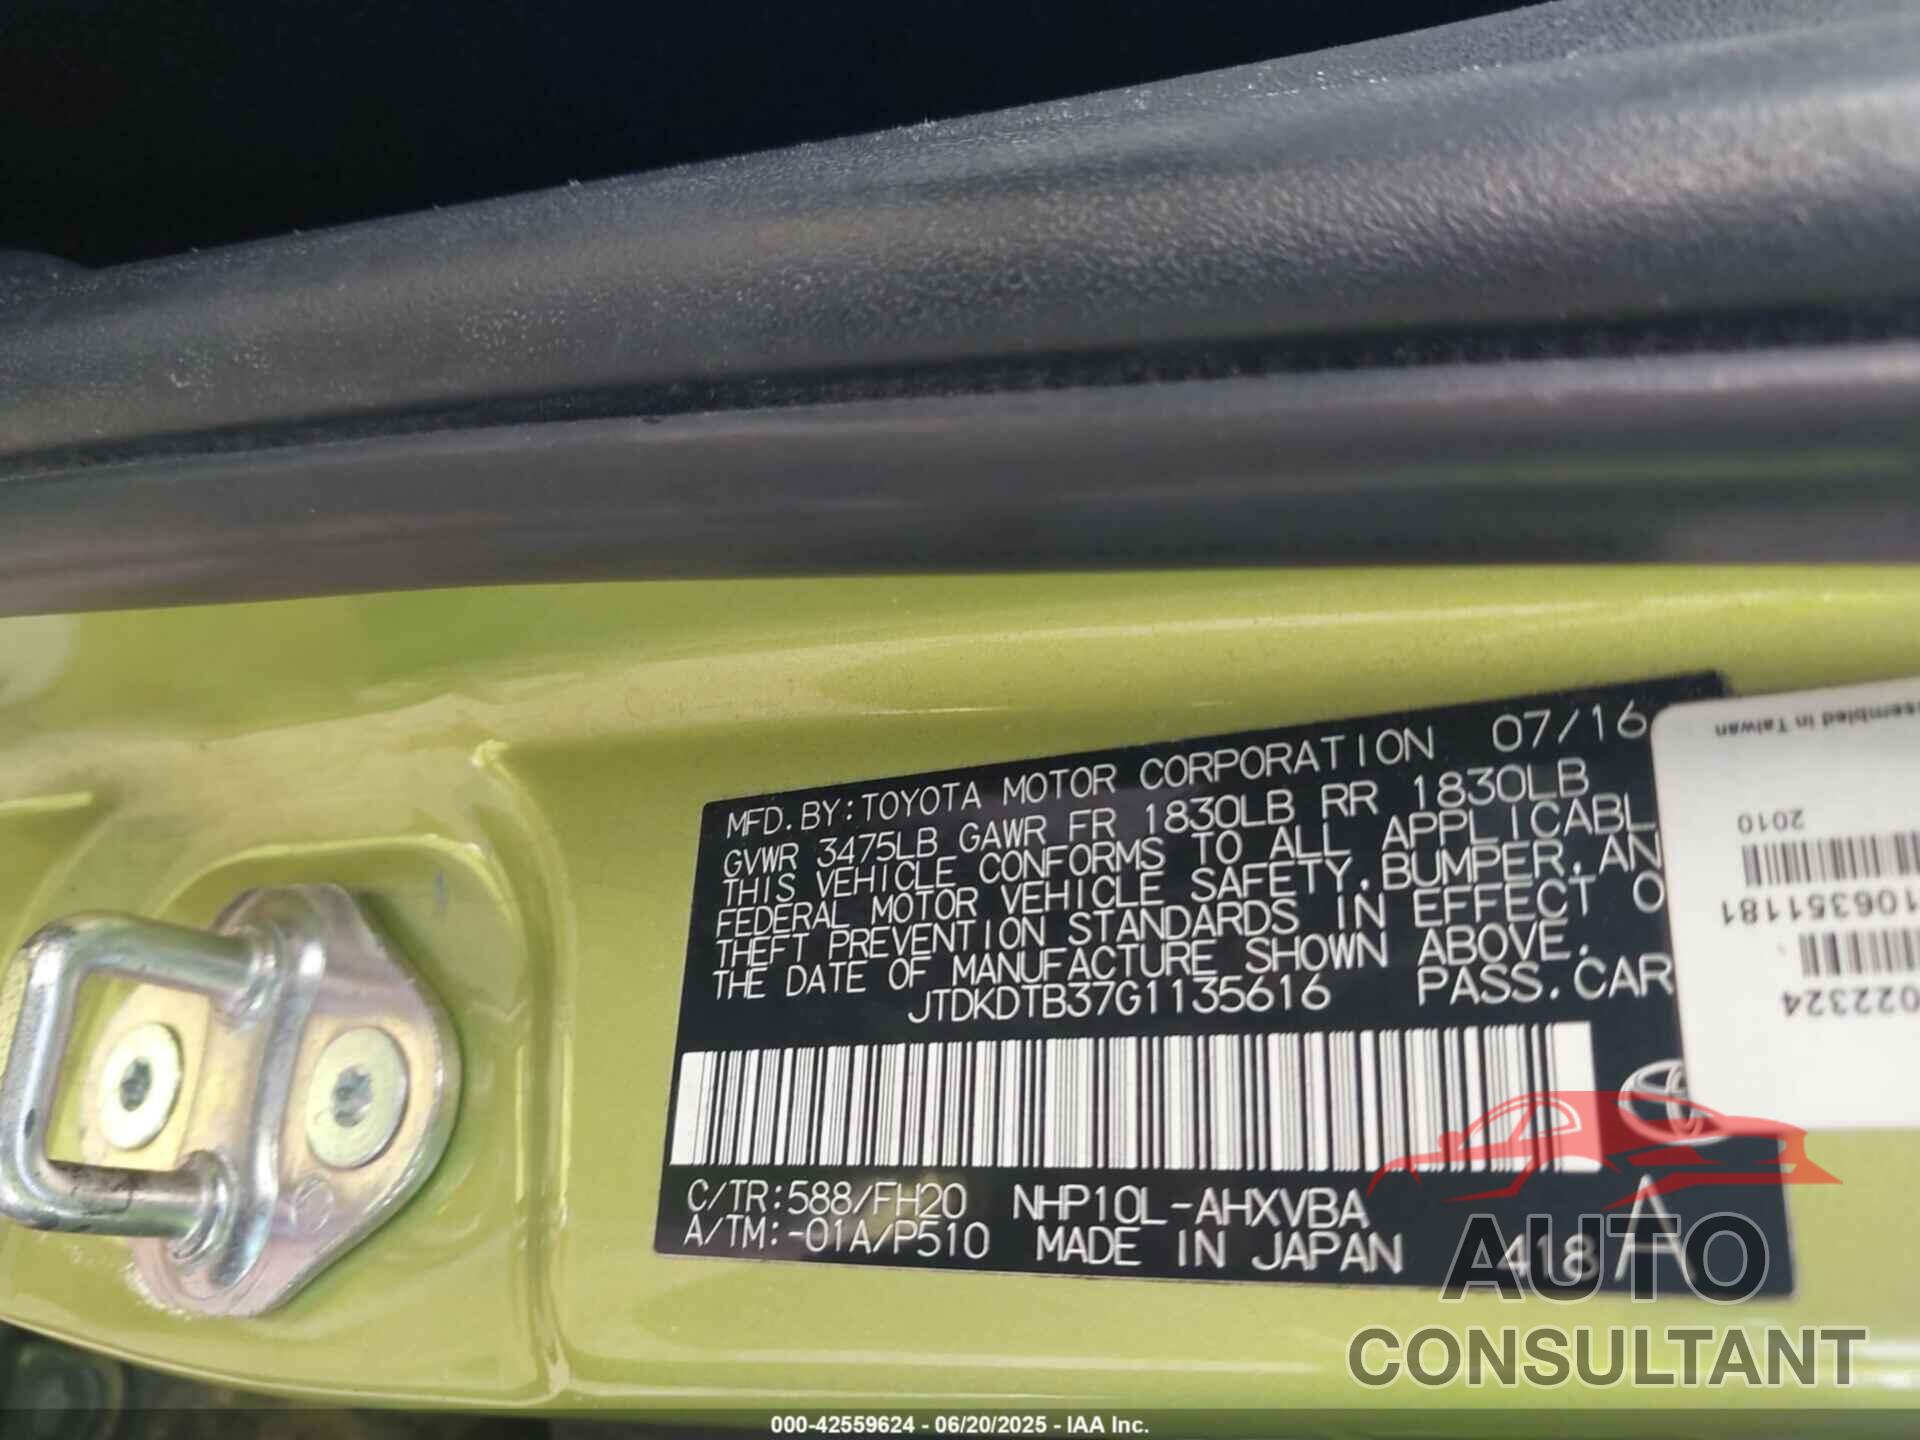 MFD. BY: TOYOTA MOTOR CORPORATION 07/16
GVWR 3475LB GAWR FR 1830LB RR 1830LB
THIS VEHICLE CONFORMS TO ALL APPLICABL
FEDERAL MOTOR VEHICLE SAFETY, BUMPER, AN
THEFT PREVENTION STANDARDS IN EFFECT O
THE DATE OF MANUFACTURE SHOWN ABOVE.
JTDKDTB37G1135616 PASS. CAR
C/TR:588/FH20 NHP10L-AHXVBA
A/TM:-01A/P510 MADE IN JAPAN 418 A
ssembled in Taiwan
2010
106351181
022324
AUTO
CONSULTANT
000-42559624 - 06/20/2025 - IAA Inc.